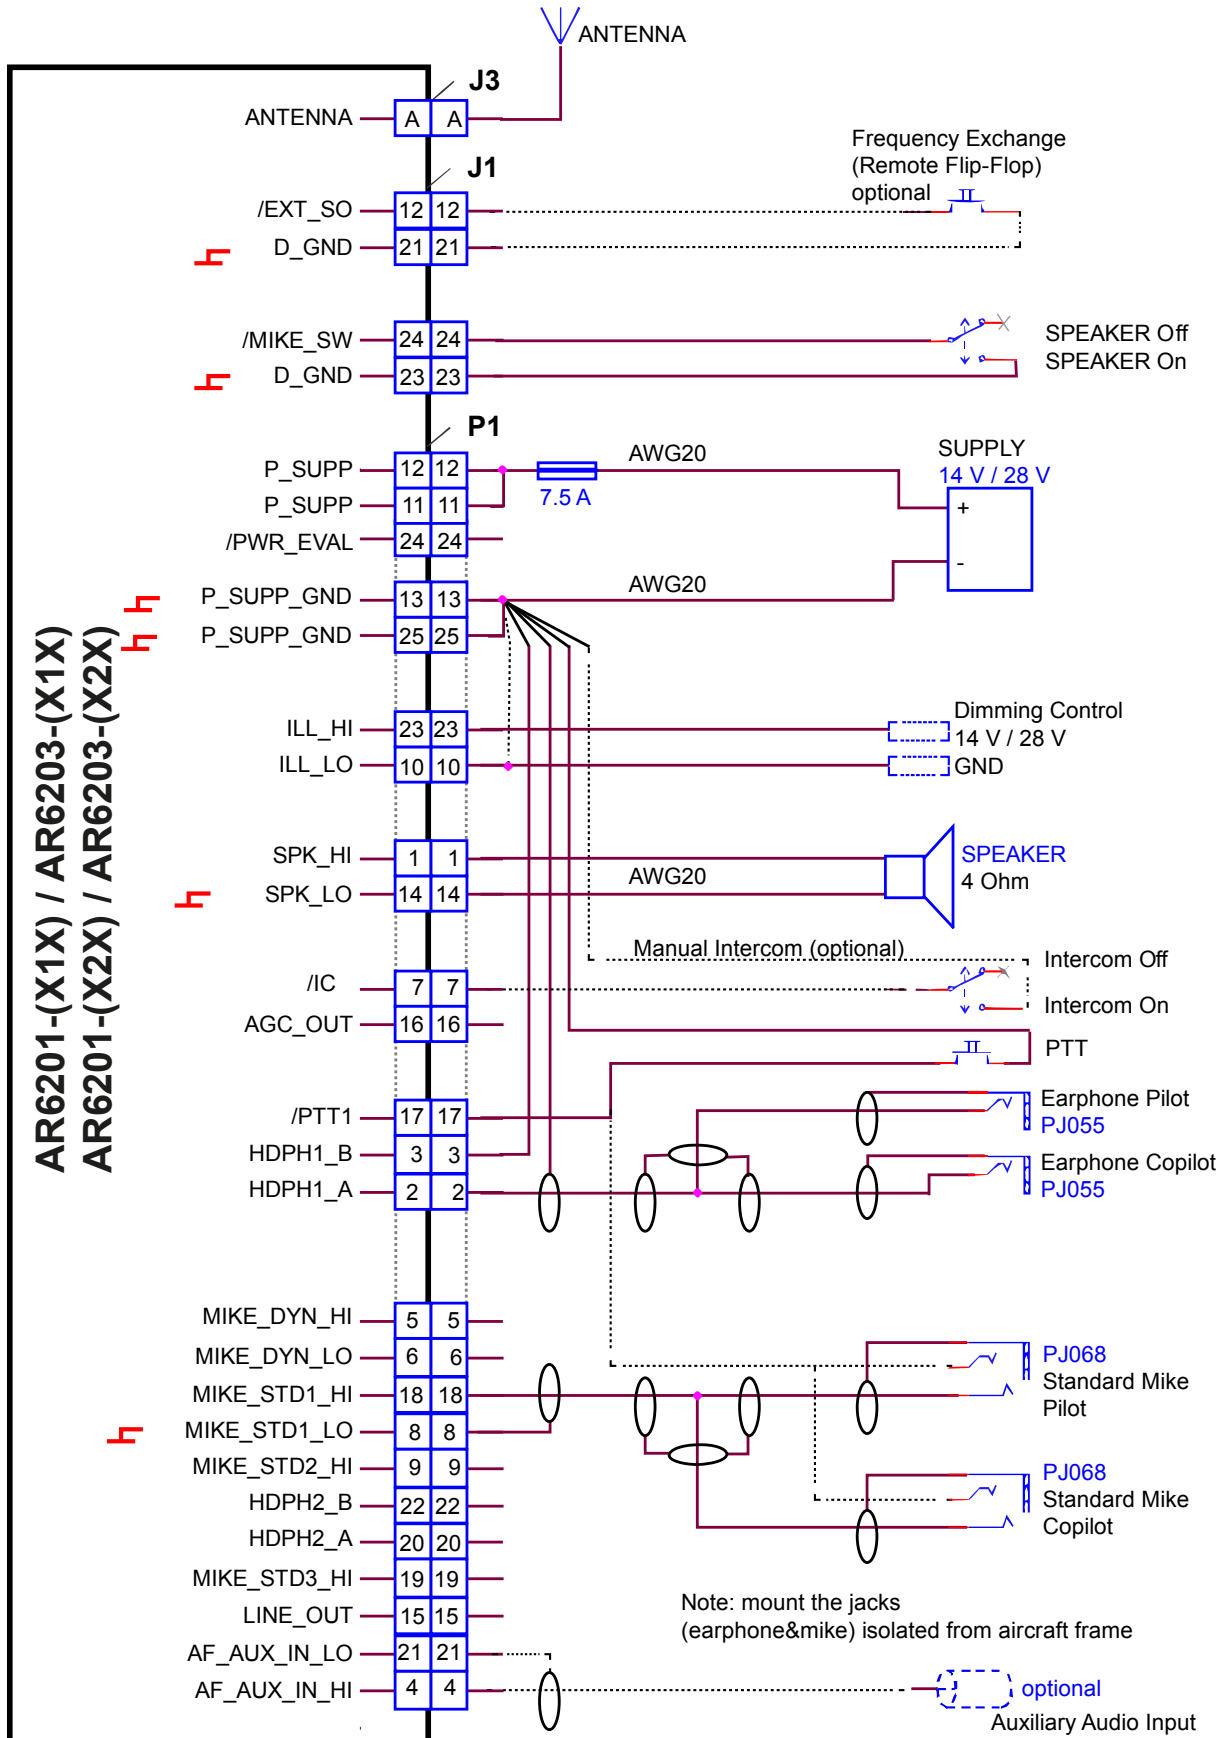 ANTENNA
J3
ANTENNA A A
Frequency Exchange
(Remote Flip-Flop)
optional
J1
/EXT_SO 12 12
D_GND 21 21
/MIKE_SW 24 24
SPEAKER Off
D_GND 23 23
SPEAKER On
P1
P_SUPP 12 12
AWG20
SUPPLY
14 V / 28 V
P_SUPP 11 11
7.5 A
+
/PWR_EVAL 24 24
-
P_SUPP_GND 13 13
AWG20
P_SUPP_GND 25 25
AR6201-(X1X) / AR6203-(X1X)
AR6201-(X2X) / AR6203-(X2X)
ILL_HI 23 23
Dimming Control
14 V / 28 V
ILL_LO 10 10
GND
SPK_HI 1 1
SPEAKER
4 Ohm
SPK_LO 14 14
AWG20
Manual Intercom (optional)
Intercom Off
/IC 7 7
Intercom On
AGC_OUT 16 16
PTT
/PTT1 17 17
Earphone Pilot
PJ055
HDPH1_B 3 3
Earphone Copilot
PJ055
HDPH1_A 2 2
MIKE_DYN_HI 5 5
MIKE_DYN_LO 6 6
PJ068
Standard Mike
Pilot
MIKE_STD1_HI 18 18
MIKE_STD1_LO 8 8
MIKE_STD2_HI 9 9
PJ068
Standard Mike
Copilot
HDPH2_B 22 22
HDPH2_A 20 20
MIKE_STD3_HI 19 19
LINE_OUT 15 15
Note: mount the jacks
(earphone&mike) isolated from aircraft frame
AF_AUX_IN_LO 21 21
AF_AUX_IN_HI 4 4
optional
Auxiliary Audio Input